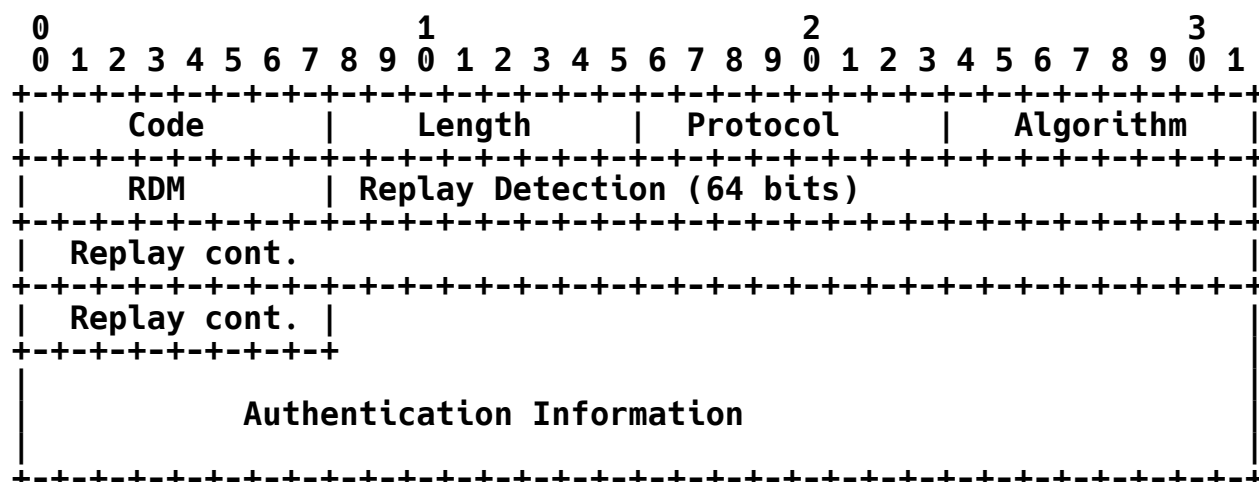 0                   1                   2                   3
0 1 2 3 4 5 6 7 8 9 0 1 2 3 4 5 6 7 8 9 0 1 2 3 4 5 6 7 8 9 0 1
+-+-+-+-+-+-+-+-+-+-+-+-+-+-+-+-+-+-+-+-+-+-+-+-+-+-+-+-+-+-+-+-+
|     Code      |    Length     |  Protocol     |   Algorithm   |
+-+-+-+-+-+-+-+-+-+-+-+-+-+-+-+-+-+-+-+-+-+-+-+-+-+-+-+-+-+-+-+-+
|     RDM       | Replay Detection (64 bits)                    |
+-+-+-+-+-+-+-+-+-+-+-+-+-+-+-+-+-+-+-+-+-+-+-+-+-+-+-+-+-+-+-+-+
|  Replay cont.                                                 |
+-+-+-+-+-+-+-+-+-+-+-+-+-+-+-+-+-+-+-+-+-+-+-+-+-+-+-+-+-+-+-+-+
|  Replay cont. |                                               |
+-+-+-+-+-+-+-+-+                                               |
|                                                               |
|           Authentication Information                          |
|                                                               |
+-+-+-+-+-+-+-+-+-+-+-+-+-+-+-+-+-+-+-+-+-+-+-+-+-+-+-+-+-+-+-+-+